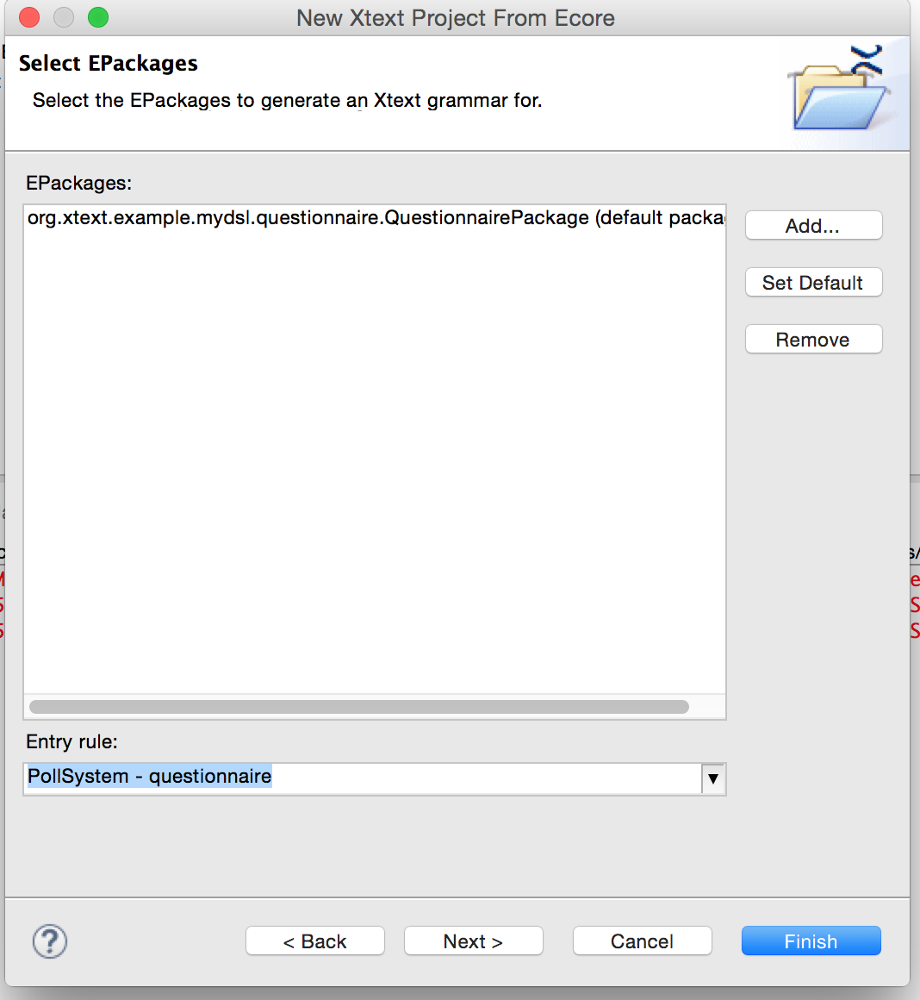 New Xtext Project From Ecore
Select EPackages
Select the EPackages to generate an Xtext grammar for.
EPackages:
org.xtext.example.mydsl.questionnaire.QuestionnairePackage (default packa
Add...
Set Default
Remove
Entry rule:
PollSystem - questionnaire
▼
?
< Back
Next >
Cancel
Finish